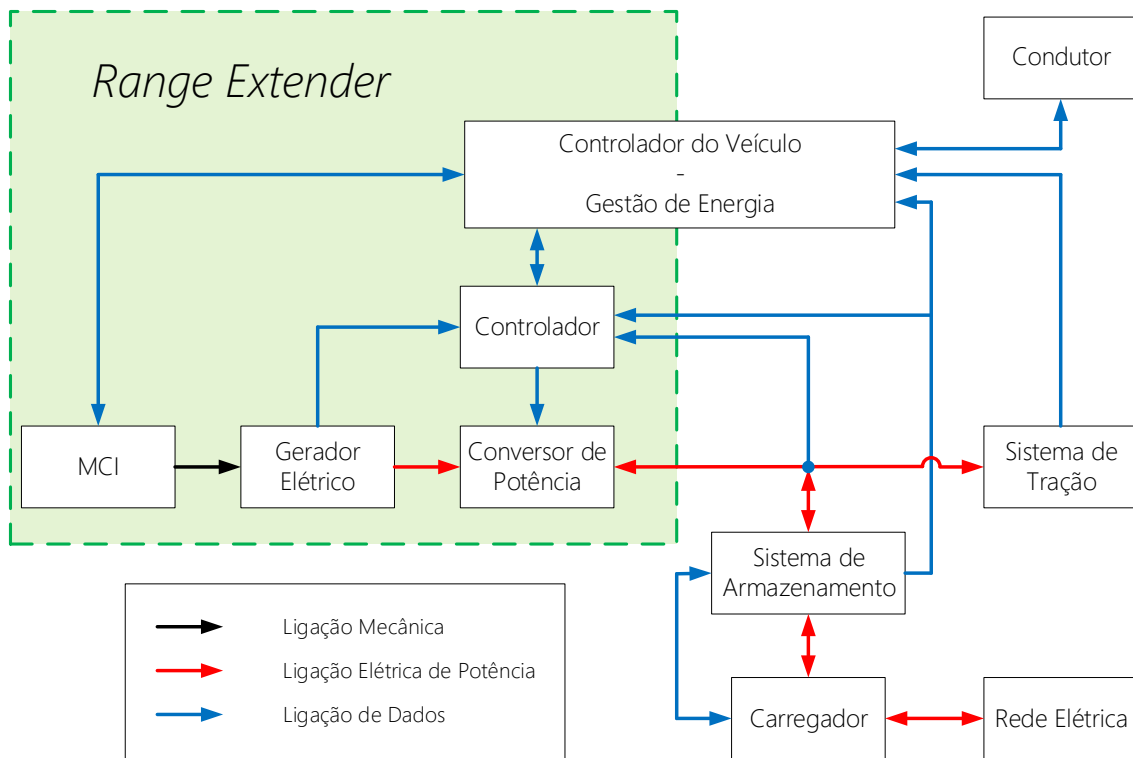 Range Extender
Condutor
Controlador do Veículo
-
Gestão de Energia
Controlador
MCI
Gerador
Elétrico
Conversor de
Potência
Sistema de
Tração
Sistema de
Armazenamento
Carregador
Rede Elétrica
Ligação Mecânica
Ligação Elétrica de Potência
Ligação de Dados